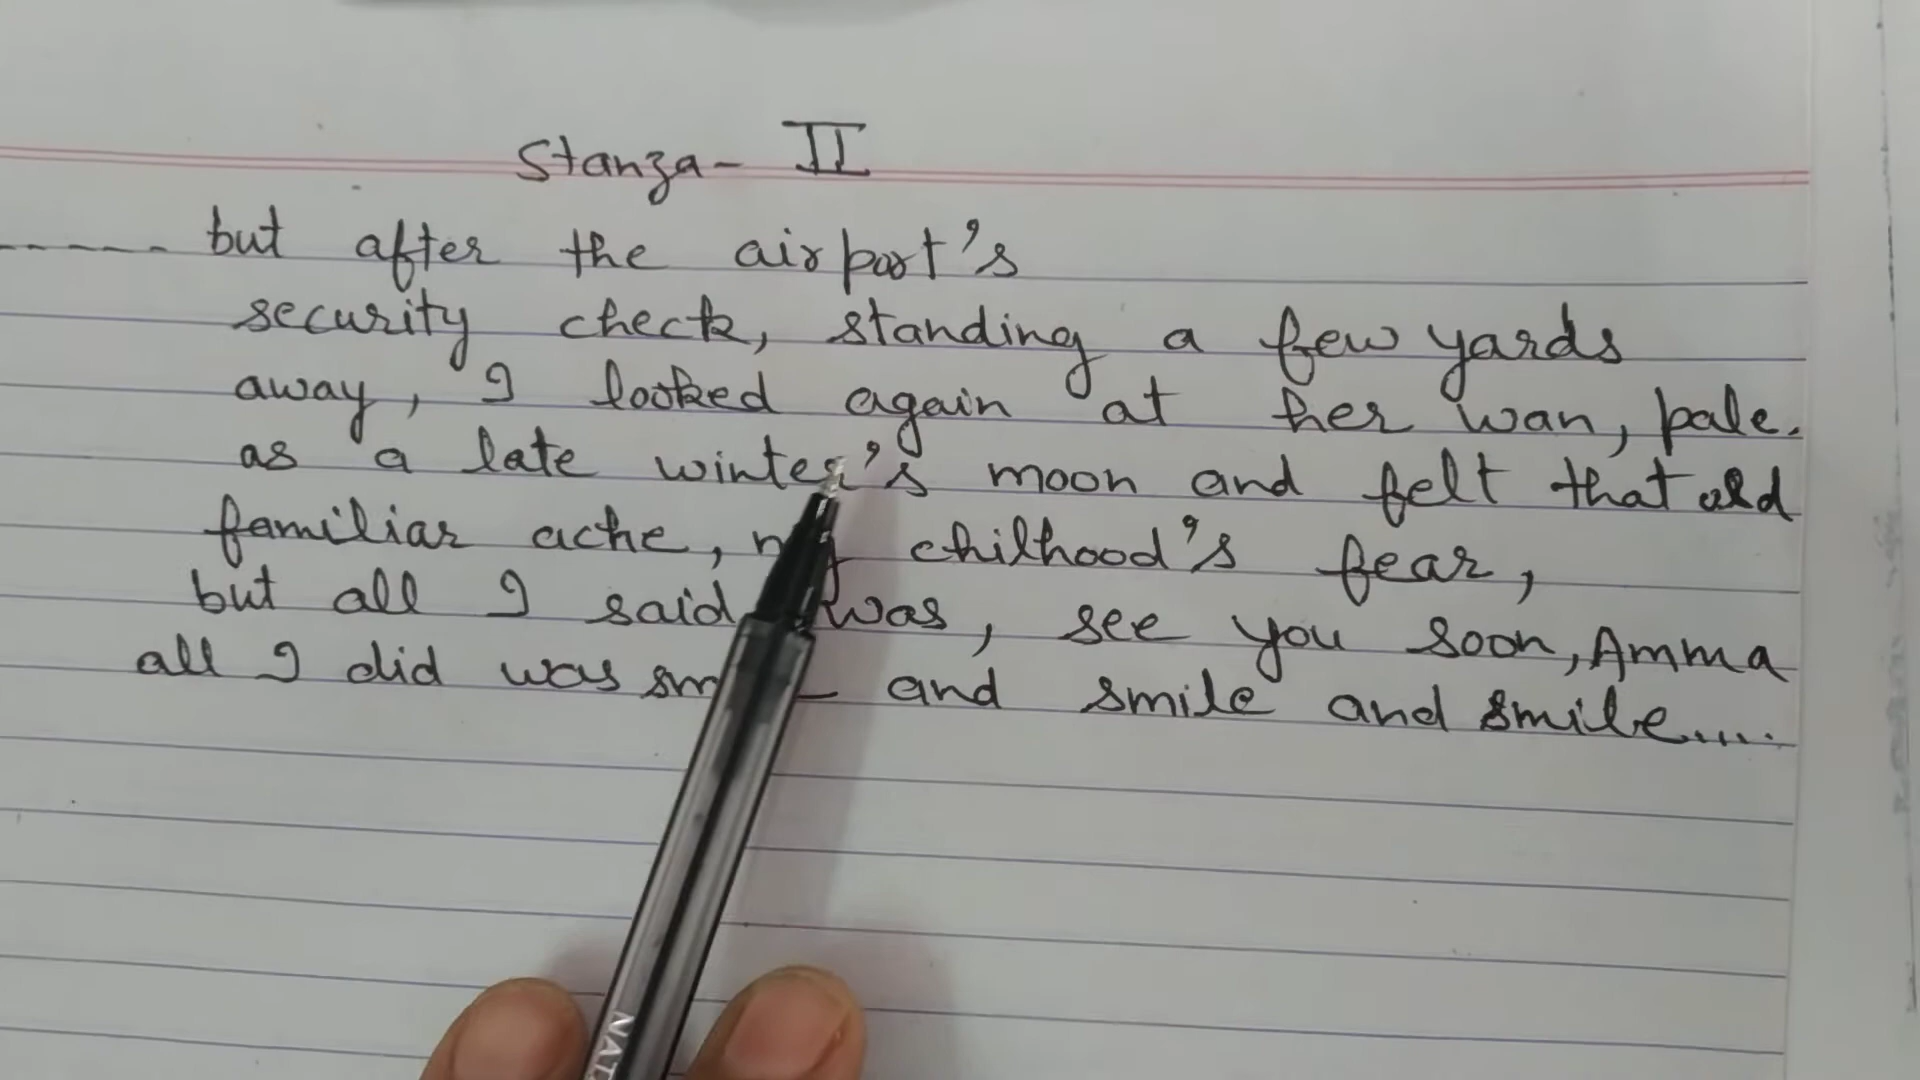 Stanza- II
------ but after the airport's
security check, standing a few yards
away, I looked again at her wan, pale.
as a late winter's moon and felt that old
familiar ache, chilhood's fear,
but all I said was, see you soon, Amma
all I did was and smile and smile....
NAT